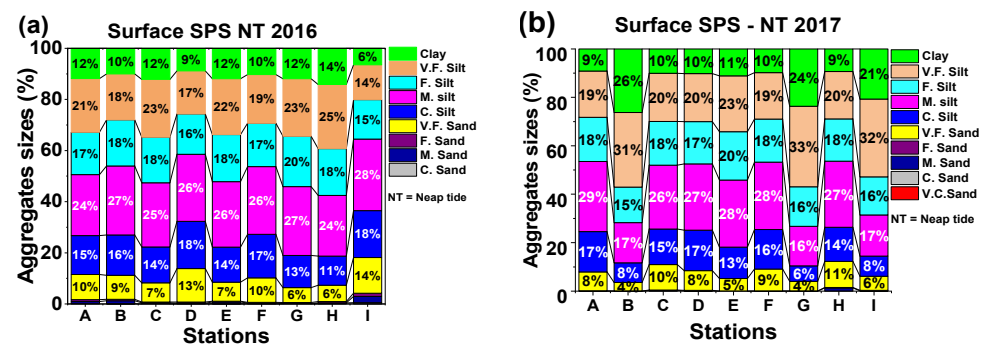 (a)
Surface SPS NT 2016
Aggregates sizes (%)
100
80
60
40
20
0
12% 10% 12% 9% 12% 10% 12% 14% 6%
21% 18% 23% 17% 22% 19% 23% 25% 14%
17% 18% 18% 16% 18% 17% 20% 18% 15%
24% 27% 25% 26% 26% 26% 27% 24% 28%
15% 16% 14% 18% 14% 17% 13% 11% 18%
10% 9% 7% 13% 7% 10% 6% 6% 14%
A B C D E F G H I
Stations
Clay
V.F. Silt
F. Silt
M. silt
C. Silt
V.F. Sand
F. Sand
M. Sand
C. Sand
NT = Neap tide
(b)
Surface SPS - NT 2017
Aggregates sizes (%)
100
80
60
40
20
0
9% 26% 10% 10% 11% 10% 24% 9% 21%
19% 31% 20% 20% 23% 19% 33% 20% 32%
18% 15% 18% 17% 20% 18% 16% 18% 16%
29% 17% 26% 27% 28% 28% 16% 27% 17%
17% 8% 15% 17% 13% 16% 6% 14% 8%
8% 4% 10% 8% 5% 9% 4% 11% 6%
A B C D E F G H I
Stations
Clay
V.F. Silt
F. Silt
M. silt
C. Silt
V.F. Sand
F. Sand
M. Sand
C. Sand
V.C.Sand
NT = Neap tide